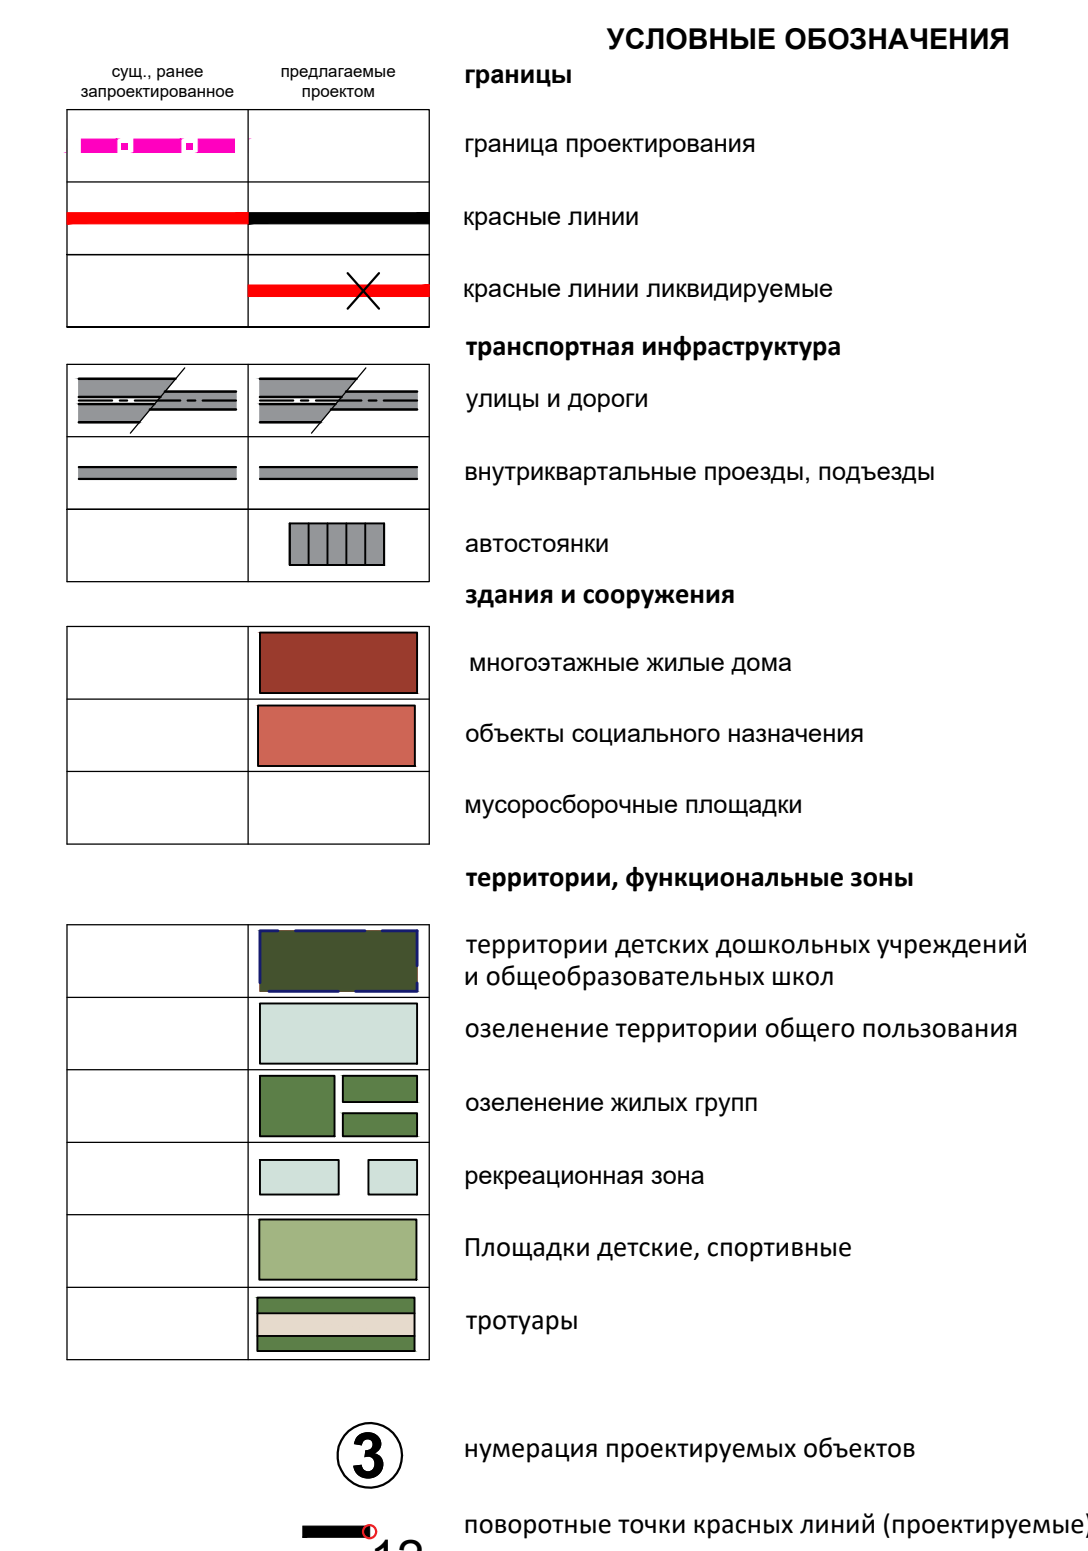 УСЛОВНЫЕ ОБОЗНАЧЕНИЯ
сущ., ранее
запроектированное
предлагаемые
проектом
границы
граница проектирования
красные линии
красные линии ликвидируемые
транспортная инфраструктура
улицы и дороги
внутриквартальные проезды, подъезды
автостоянки
здания и сооружения
многоэтажные жилые дома
объекты социального назначения
мусоросборочные площадки
территории, функциональные зоны
территории детских дошкольных учреждений
и общеобразовательных школ
озеленение территории общего пользования
озеленение жилых групп
рекреационная зона
Площадки детские, спортивные
тротуары
3
нумерация проектируемых объектов
поворотные точки красных линий (проектируемые)